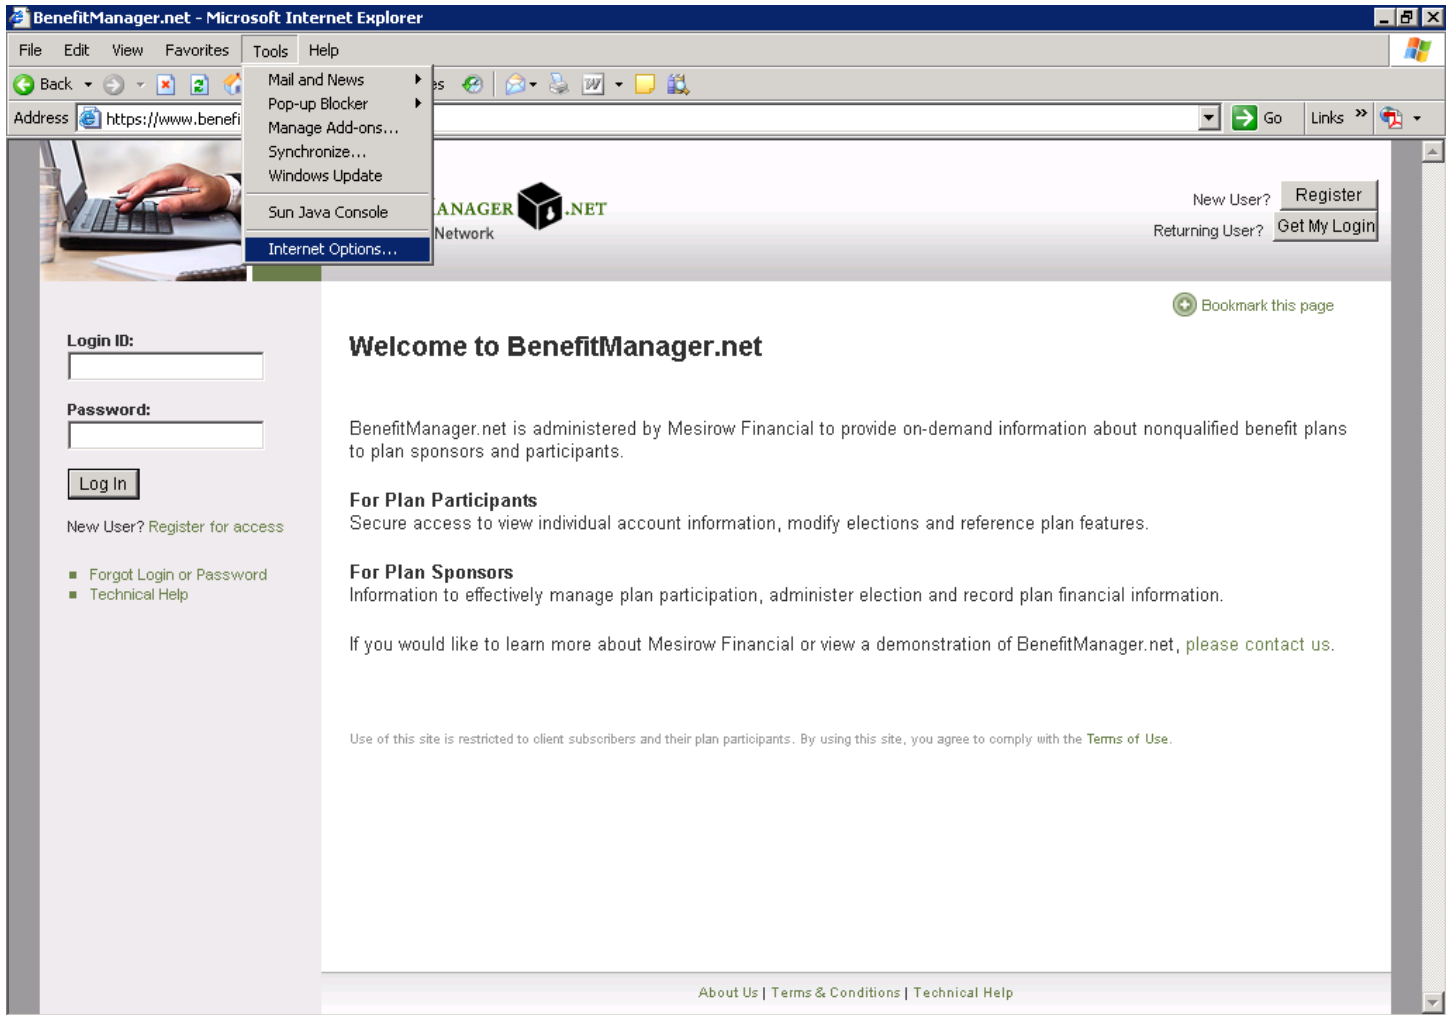 BenefitManager.net - Microsoft Internet Explorer
File Edit View Favorites Tools Help
Back
Address https://www.benefi
Go Links »
Mail and News
Pop-up Blocker
Manage Add-ons...
Synchronize...
Windows Update
Sun Java Console
Internet Options...
ANAGER .NET
Network
New User? Register
Returning User? Get My Login
Bookmark this page
Login ID:
Password:
Log In
New User? Register for access
Forgot Login or Password
Technical Help
Welcome to BenefitManager.net
BenefitManager.net is administered by Mesirow Financial to provide on-demand information about nonqualified benefit plans
to plan sponsors and participants.
For Plan Participants
Secure access to view individual account information, modify elections and reference plan features.
For Plan Sponsors
Information to effectively manage plan participation, administer election and record plan financial information.
If you would like to learn more about Mesirow Financial or view a demonstration of BenefitManager.net, please contact us.
Use of this site is restricted to client subscribers and their plan participants. By using this site, you agree to comply with the Terms of Use.
About Us | Terms & Conditions | Technical Help